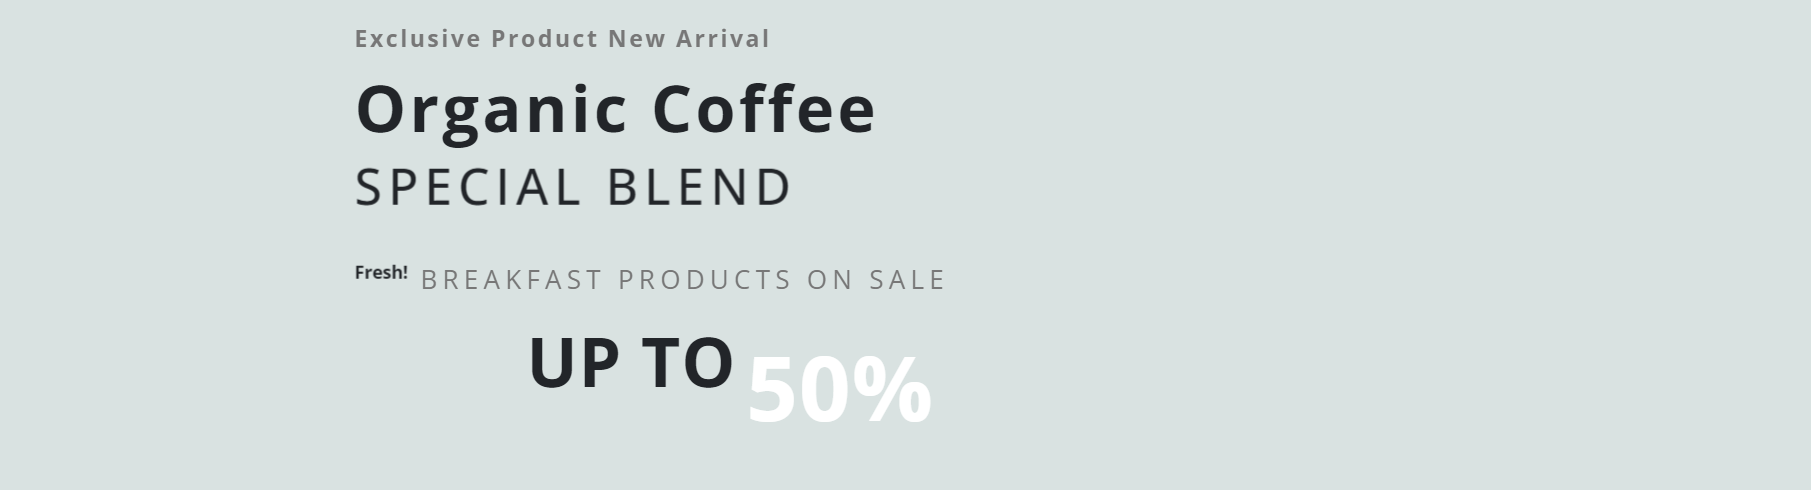 Exclusive Product New Arrival
Organic Coffee
SPECIAL BLEND
Fresh! BREAKFAST PRODUCTS ON SALE
UP TO 50%